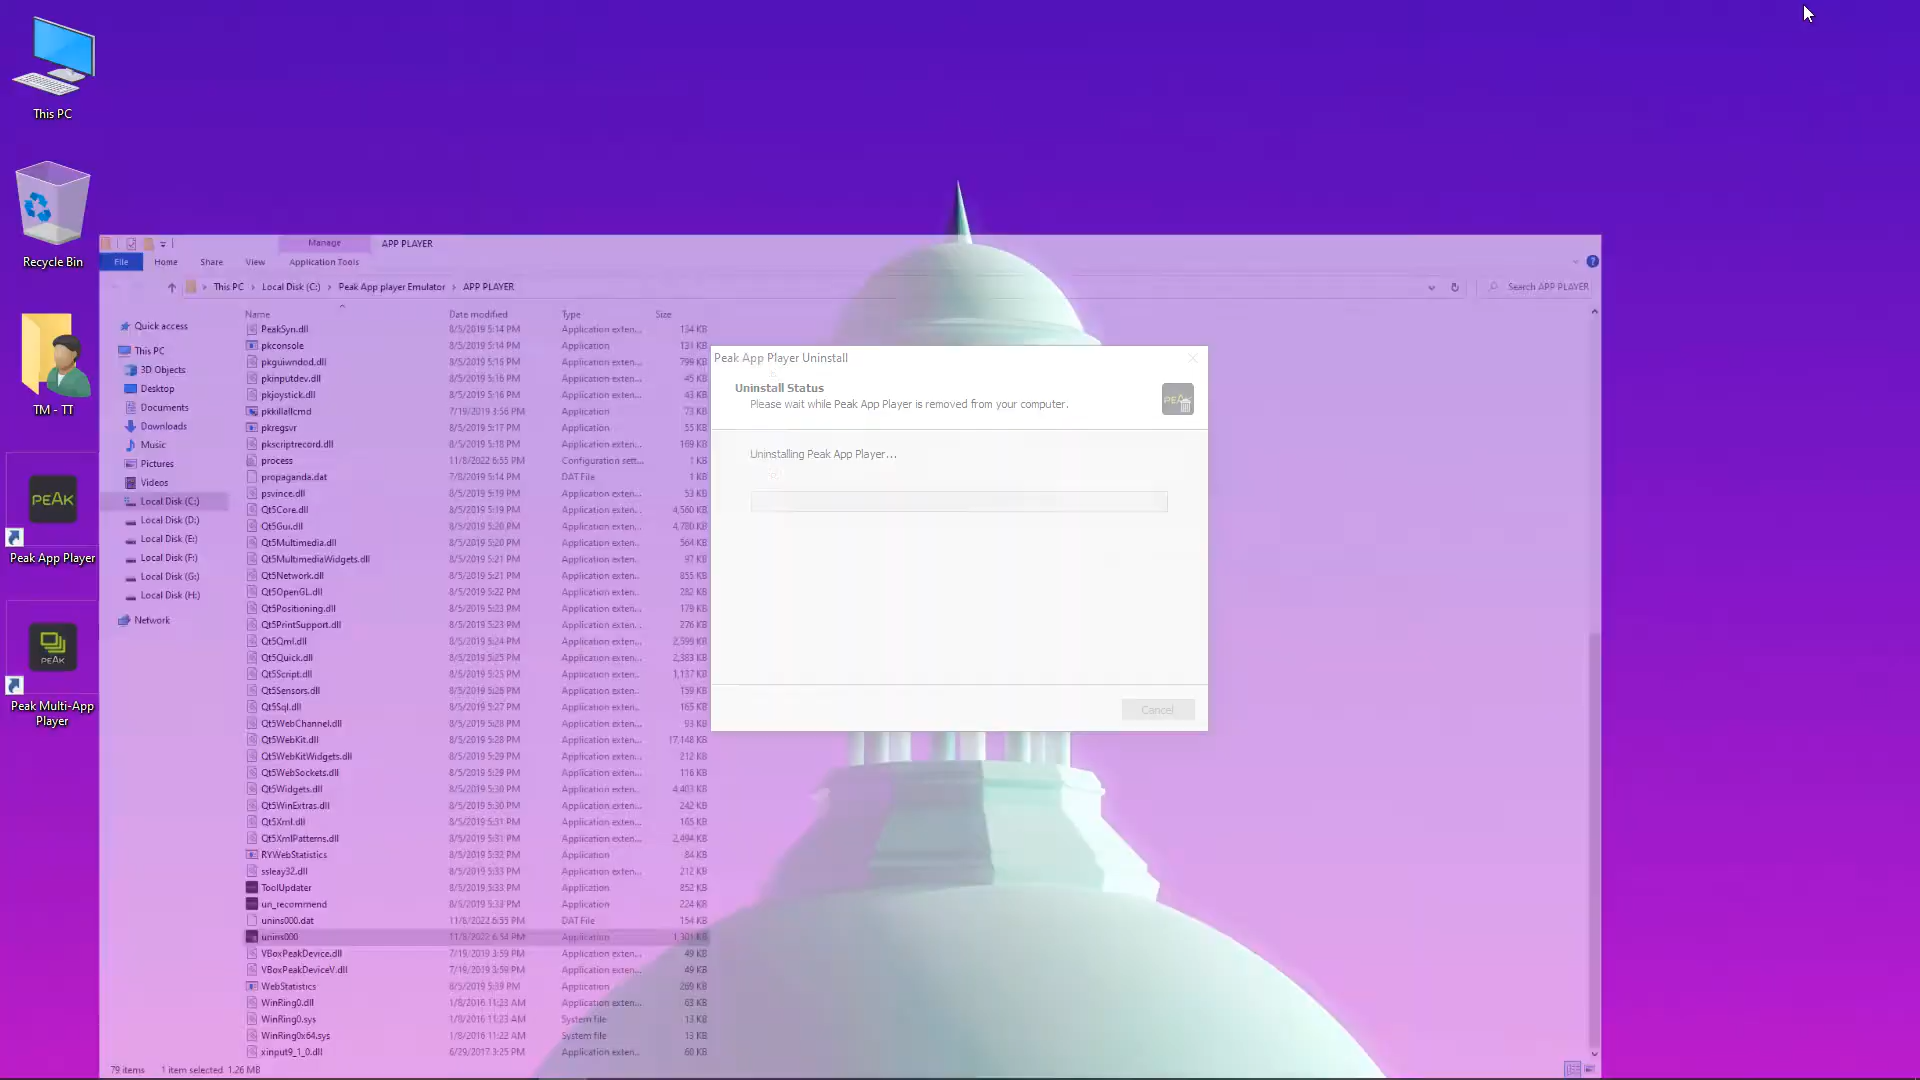 This PC
Recycle Bin
TM - TT
PEAK
Peak App Player
PEAK
Peak Multi-App
Player
Manage
APP PLAYER
File
Home
Share
View
Application Tools
This PC
Local Disk (C:)
Peak App player Emulator
APP PLAYER
Search APP PLAYER
Quick access
This PC
3D Objects
Desktop
Documents
Downloads
Music
Pictures
Videos
Local Disk (C:)
Local Disk (D:)
Local Disk (E:)
Local Disk (F:)
Local Disk (G:)
Local Disk (H:)
Network
Name Date modified Type Size
PeakSyn.dll 8/5/2019 5:14 PM Application exten... 134 KB
pkconsole 8/5/2019 5:14 PM Application 131 KB
pkguiwndod.dll 8/5/2019 5:16 PM Application exten... 799 KB
pkinputdev.dll 8/5/2019 5:16 PM Application exten... 45 KB
pkjoystick.dll 8/5/2019 5:16 PM Application exten... 43 KB
pkkillallcmd 7/19/2019 3:56 PM Application 73 KB
pkregsvr 8/5/2019 5:17 PM Application 55 KB
pkscriptrecord.dll 8/5/2019 5:18 PM Application exten... 169 KB
process 11/8/2022 6:55 PM Configuration sett... 1 KB
propaganda.dat 7/8/2019 5:14 PM DAT File 1 KB
psvince.dll 8/5/2019 5:19 PM Application exten... 53 KB
Qt5Core.dll 8/5/2019 5:19 PM Application exten... 4,560 KB
Qt5Gui.dll 8/5/2019 5:20 PM Application exten... 4,780 KB
Qt5Multimedia.dll 8/5/2019 5:20 PM Application exten... 564 KB
Qt5MultimediaWidgets.dll 8/5/2019 5:21 PM Application exten... 97 KB
Qt5Network.dll 8/5/2019 5:21 PM Application exten... 855 KB
Qt5OpenGL.dll 8/5/2019 5:22 PM Application exten... 282 KB
Qt5Positioning.dll 8/5/2019 5:23 PM Application exten... 179 KB
Qt5PrintSupport.dll 8/5/2019 5:23 PM Application exten... 276 KB
Qt5Qml.dll 8/5/2019 5:24 PM Application exten... 2,599 KB
Qt5Quick.dll 8/5/2019 5:25 PM Application exten... 2,383 KB
Qt5Script.dll 8/5/2019 5:25 PM Application exten... 1,137 KB
Qt5Sensors.dll 8/5/2019 5:26 PM Application exten... 159 KB
Qt5Sql.dll 8/5/2019 5:27 PM Application exten... 165 KB
Qt5WebChannel.dll 8/5/2019 5:28 PM Application exten... 93 KB
Qt5WebKit.dll 8/5/2019 5:28 PM Application exten... 17,148 KB
Qt5WebKitWidgets.dll 8/5/2019 5:29 PM Application exten... 212 KB
Qt5WebSockets.dll 8/5/2019 5:29 PM Application exten... 116 KB
Qt5Widgets.dll 8/5/2019 5:30 PM Application exten... 4,403 KB
Qt5WinExtras.dll 8/5/2019 5:30 PM Application exten... 242 KB
Qt5Xml.dll 8/5/2019 5:31 PM Application exten... 165 KB
Qt5XmlPatterns.dll 8/5/2019 5:31 PM Application exten... 2,494 KB
RYWebStatistics 8/5/2019 5:32 PM Application 84 KB
ssleay32.dll 8/5/2019 5:33 PM Application exten... 212 KB
ToolUpdater 8/5/2019 5:33 PM Application 852 KB
un_recommend 8/5/2019 5:33 PM Application 224 KB
unins000.dat 11/8/2022 6:55 PM DAT File 154 KB
unins000 11/8/2022 6:54 PM Application 1,301 KB
VBoxPeakDevice.dll 7/19/2019 3:59 PM Application exten... 49 KB
VBoxPeakDeviceV.dll 7/19/2019 3:59 PM Application exten... 49 KB
WebStatistics 8/5/2019 5:39 PM Application 269 KB
WinRing0.dll 1/8/2016 11:23 AM Application exten... 63 KB
WinRing0.sys 1/8/2016 11:23 AM System file 13 KB
WinRing0x64.sys 1/8/2016 11:22 AM System file 13 KB
xinput9_1_0.dll 6/29/2017 3:25 PM Application exten... 60 KB
79 items 1 item selected 1.26 MB
Peak App Player Uninstall
Uninstall Status
Please wait while Peak App Player is removed from your computer.
PEAK
Uninstalling Peak App Player...
Cancel